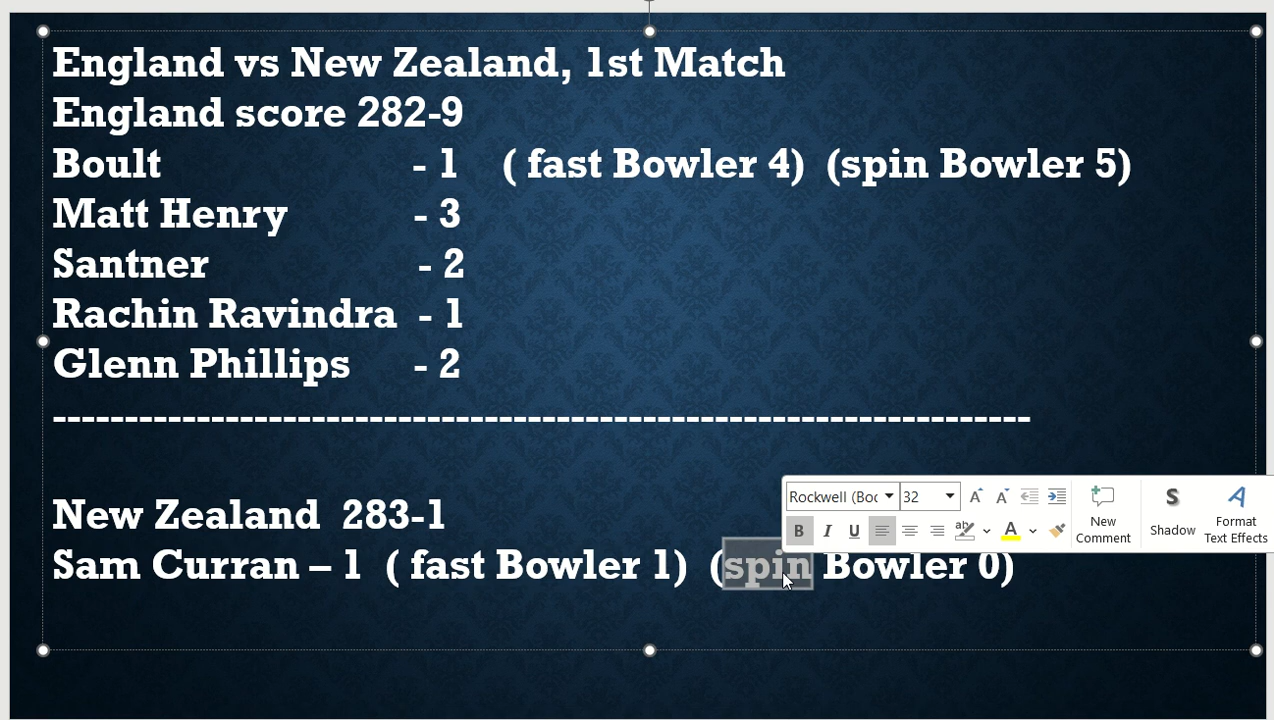 England vs New Zealand, 1st Match
England score 282-9
Boult - 1 ( fast Bowler 4) (spin Bowler 5)
Matt Henry - 3
Santner - 2
Rachin Ravindra - 1
Glenn Phillips - 2
--------------------------------------------------------------------
New Zealand 283-1
Sam Curran – 1 ( fast Bowler 1) (spin Bowler 0)
Rockwell (Boc 32 A A
B I U ab A
New Comment
S Shadow
A Format Text Effects